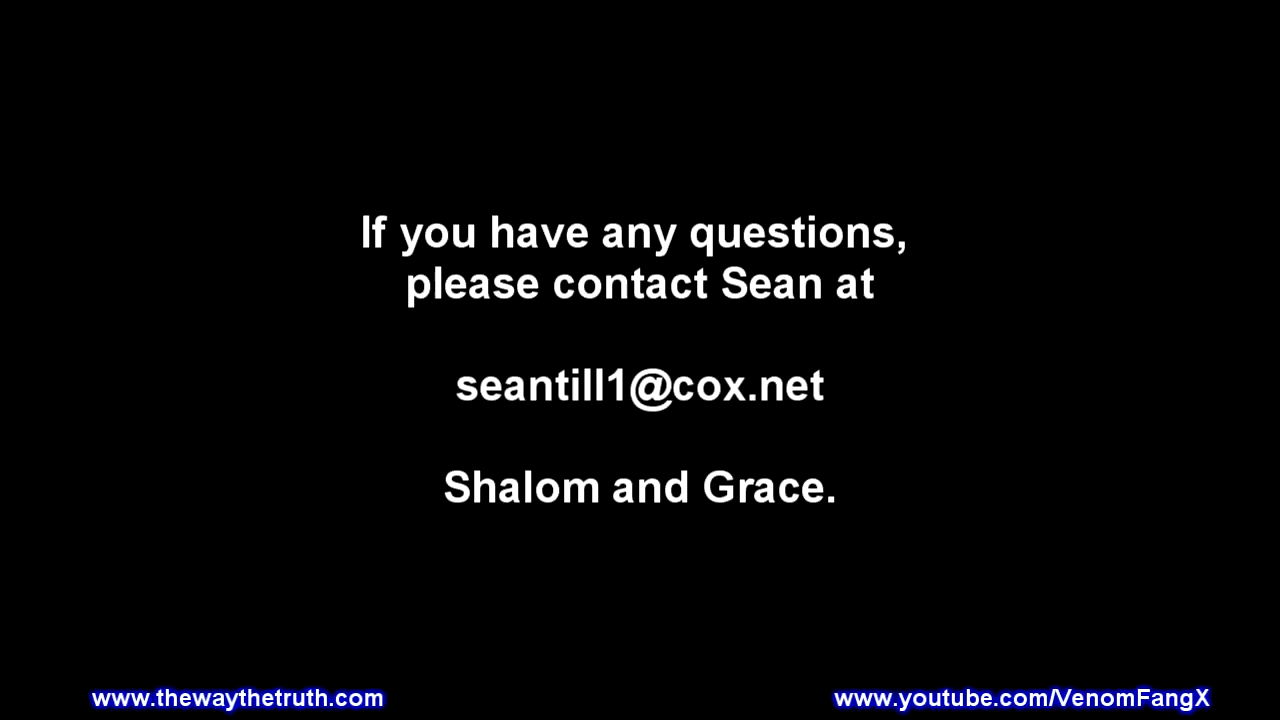 If you have any questions,
please contact Sean at
seantill1@cox.net
Shalom and Grace.
www.thewaythetruth.com
www.youtube.com/VenomFangX